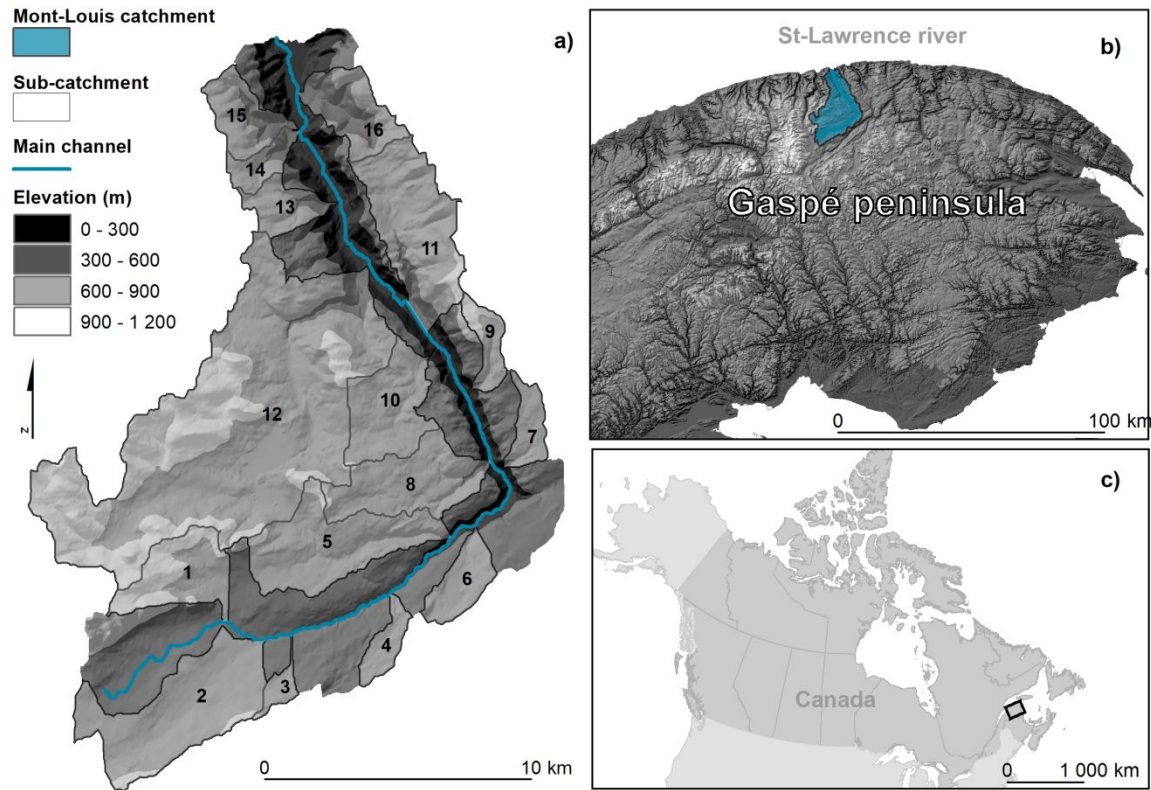 Mont-Louis catchment
Sub-catchment
Main channel
Elevation (m)
0 - 300
300 - 600
600 - 900
900 - 1 200
z
a)
15
16
14
13
11
9
12
10
7
8
5
1
6
4
2
3
0
10 km
St-Lawrence river
b)
Gaspé peninsula
0
100 km
c)
Canada
0
1 000 km